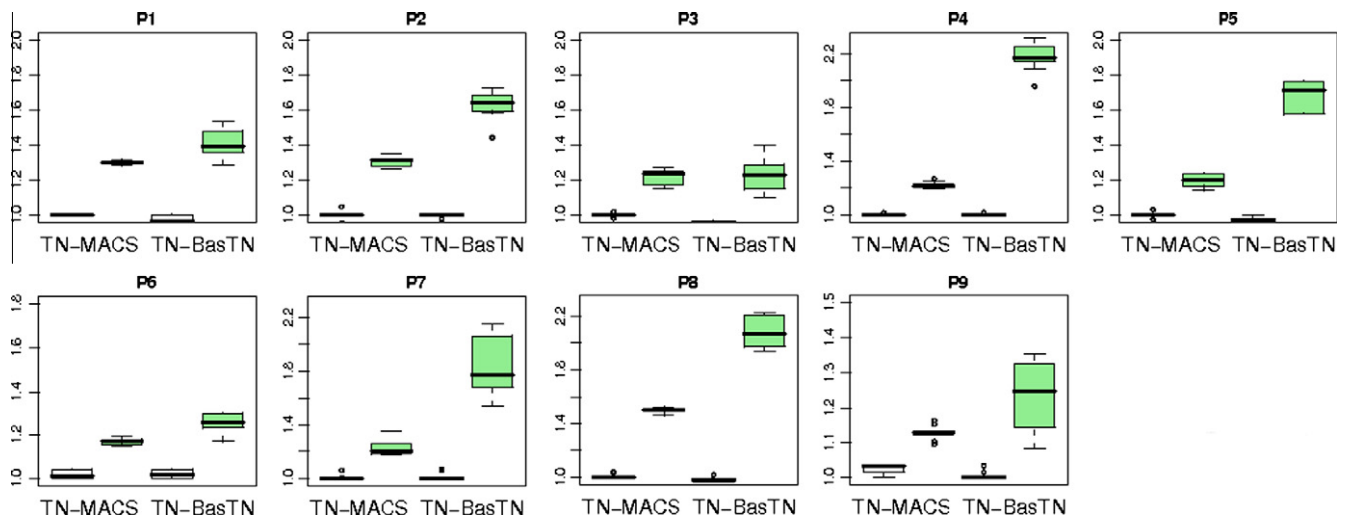 P1 P2 P3 P4 P5
2.0 2.0 2.0 2.2 2.0
1.8 1.8 1.8 1.8 1.8
1.6 1.6 1.6 1.4 1.6
1.4 1.4 1.4 1.0 1.4
1.2 1.2 1.2 1.2
1.0 1.0 1.0 1.0
TN-MACS TN-BasTN TN-MACS TN-BasTN TN-MACS TN-BasTN TN-MACS TN-BasTN TN-MACS TN-BasTN
P6 P7 P8 P9
1.8 2.2 2.2 1.5
1.6 1.8 1.8 1.4
1.4 1.4 1.4 1.3
1.2 1.0 1.0 1.2
1.0 1.1
1.0
TN-MACS TN-BasTN TN-MACS TN-BasTN TN-MACS TN-BasTN TN-MACS TN-BasTN